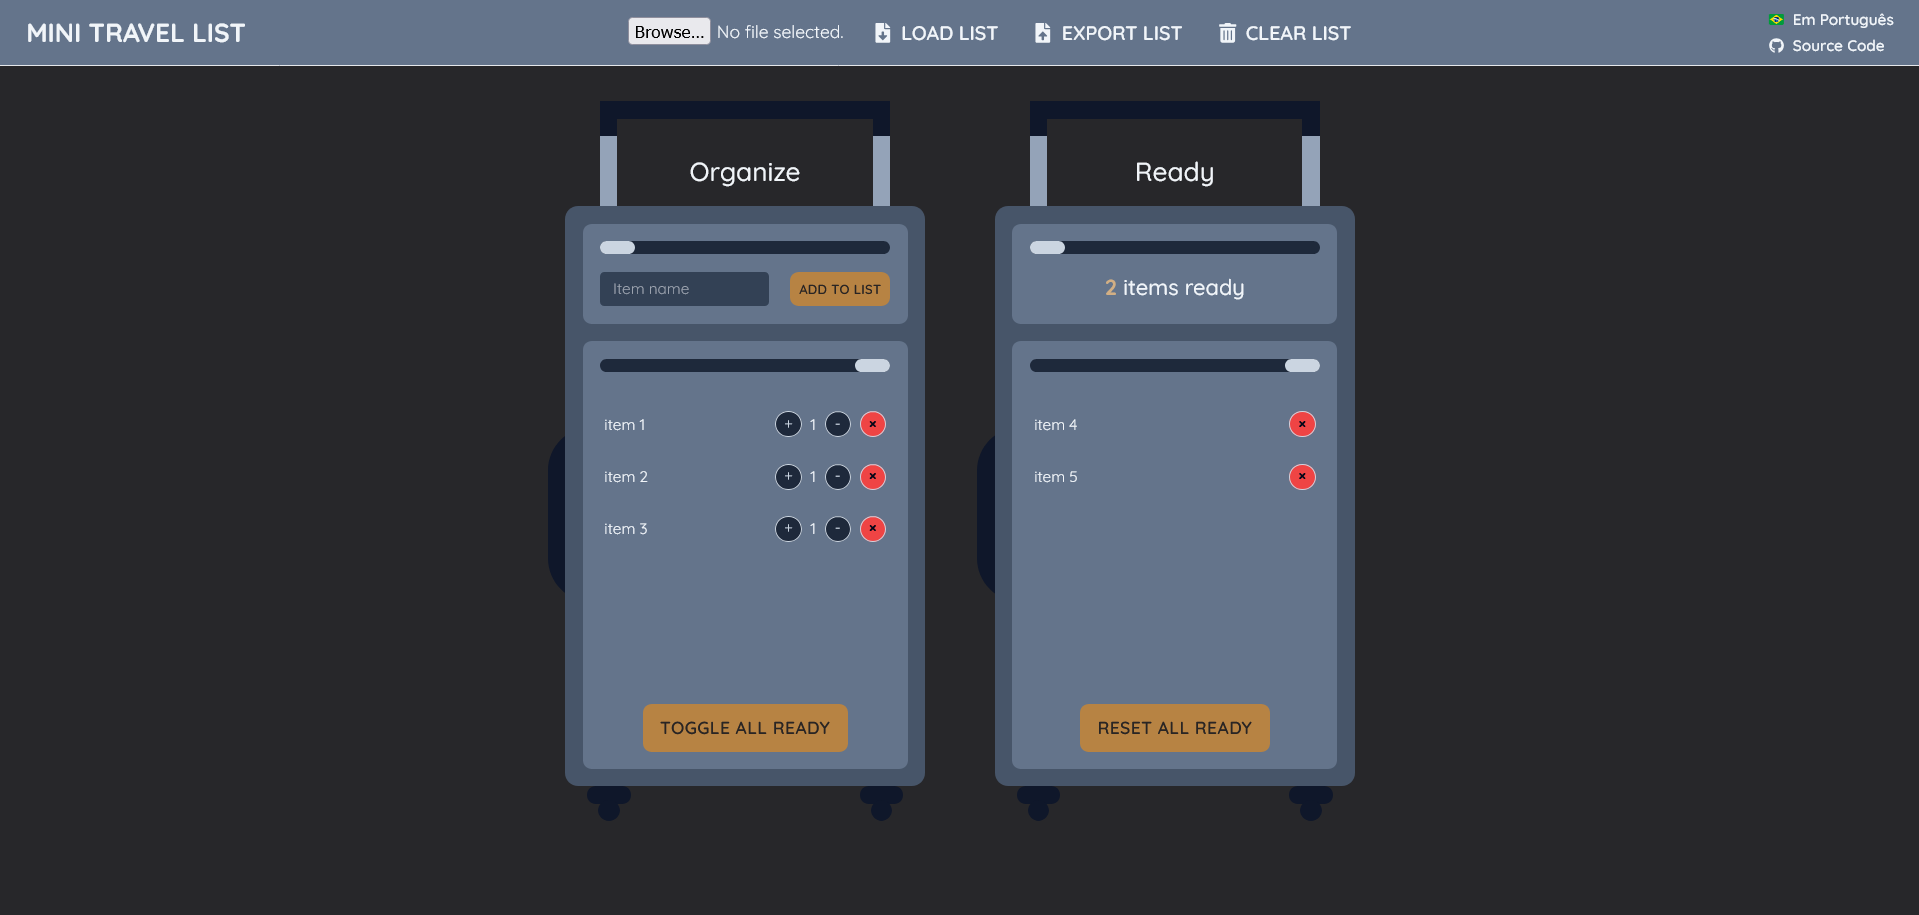 MINI TRAVEL LIST
Browse... No file selected.
LOAD LIST
EXPORT LIST
CLEAR LIST
Em Português
Source Code
Organize
Item name
ADD TO LIST
item 1 + 1 - ×
item 2 + 1 - ×
item 3 + 1 - ×
TOGGLE ALL READY
Ready
2 items ready
item 4 ×
item 5 ×
RESET ALL READY